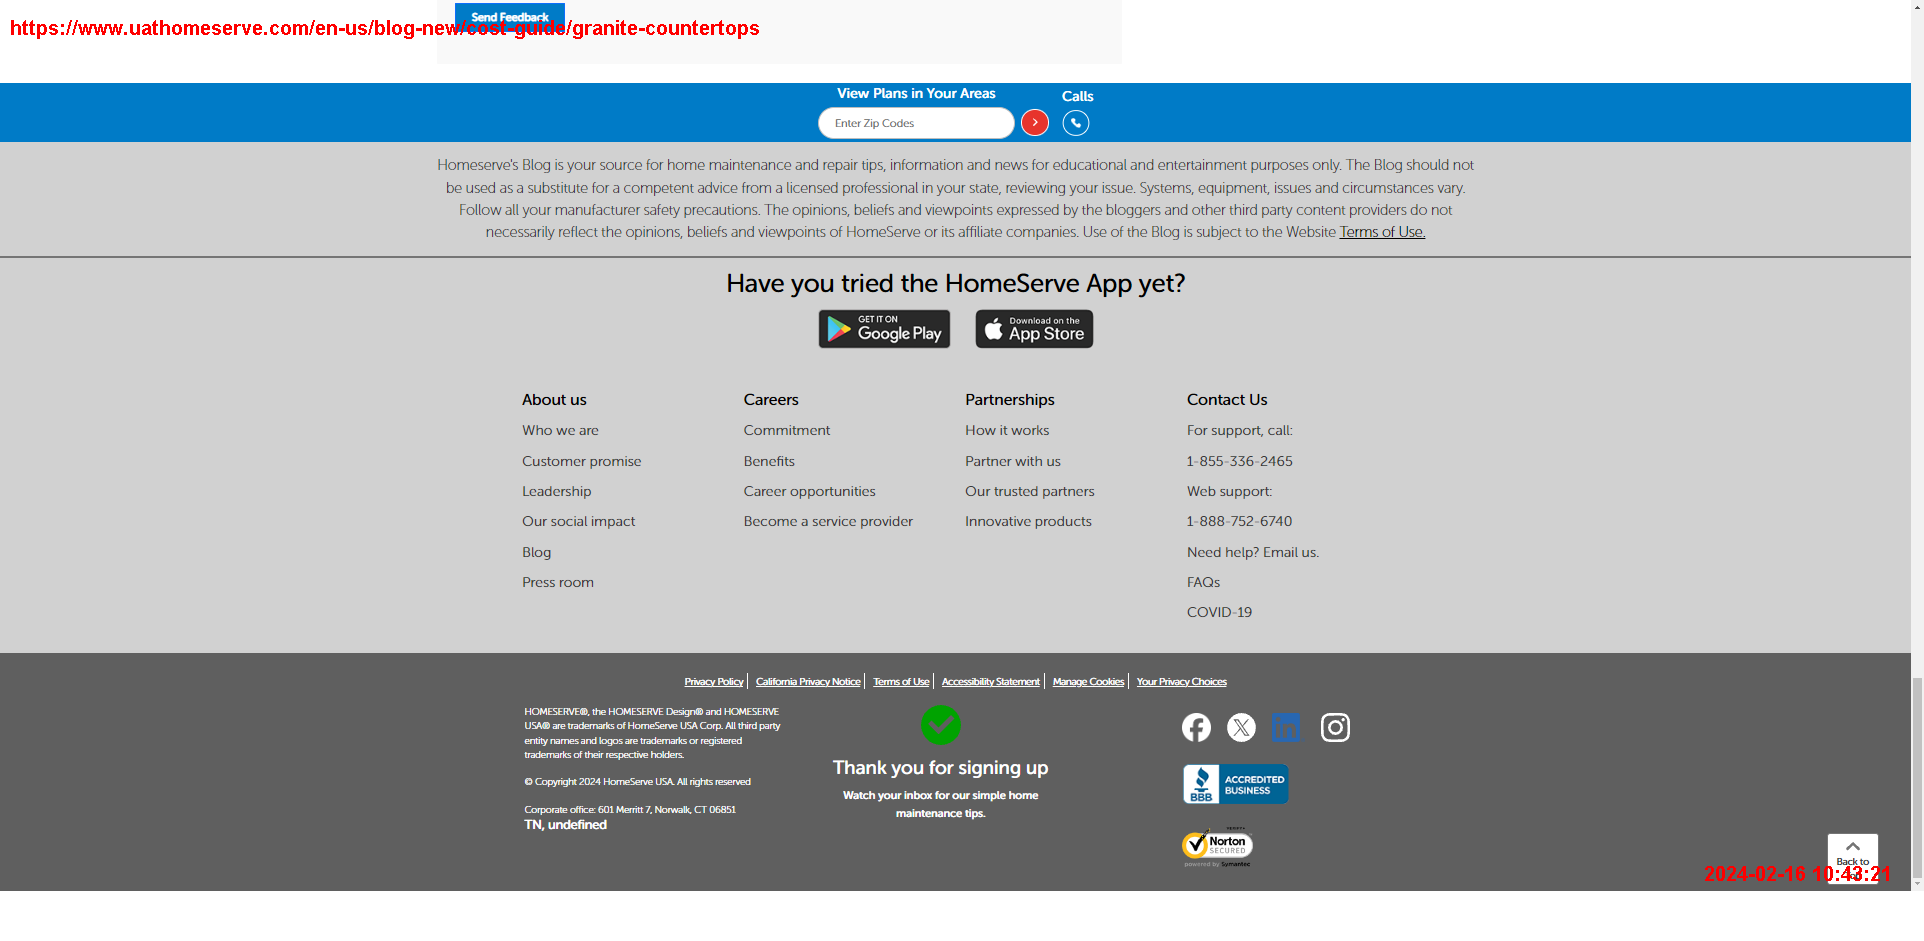 Send Feedback
https://www.uathomeserve.com/en-us/blog-new/cost-guide/granite-countertops
View Plans in Your Areas
Calls
Enter Zip Codes
Homeserve's Blog is your source for home maintenance and repair tips, information and news for educational and entertainment purposes only. The Blog should not
be used as a substitute for a competent advice from a licensed professional in your state, reviewing your issue. Systems, equipment, issues and circumstances vary.
Follow all your manufacturer safety precautions. The opinions, beliefs and viewpoints expressed by the bloggers and other third party content providers do not
necessarily reflect the opinions, beliefs and viewpoints of HomeServe or its affiliate companies. Use of the Blog is subject to the Website Terms of Use.
Have you tried the HomeServe App yet?
GET IT ON
Google Play
Download on the
App Store
About us
Who we are
Customer promise
Leadership
Our social impact
Blog
Press room
Careers
Commitment
Benefits
Career opportunities
Become a service provider
Partnerships
How it works
Partner with us
Our trusted partners
Innovative products
Contact Us
For support, call:
1-855-336-2465
Web support:
1-888-752-6740
Need help? Email us.
FAQs
COVID-19
Privacy Policy | California Privacy Notice | Terms of Use | Accessibility Statement | Manage Cookies | Your Privacy Choices
HOMESERVE®, the HOMESERVE Design® and HOMESERVE
USA® are trademarks of HomeServe USA Corp. All third party
entity names and logos are trademarks or registered
trademarks of their respective holders.
© Copyright 2024 HomeServe USA. All rights reserved
Corporate office: 601 Merritt 7, Norwalk, CT 06851
TN, undefined
Thank you for signing up
Watch your inbox for our simple home
maintenance tips.
BBB
ACCREDITED
BUSINESS
Norton
SECURED
powered by Symantec
Back to
2024-02-16 10:43:21